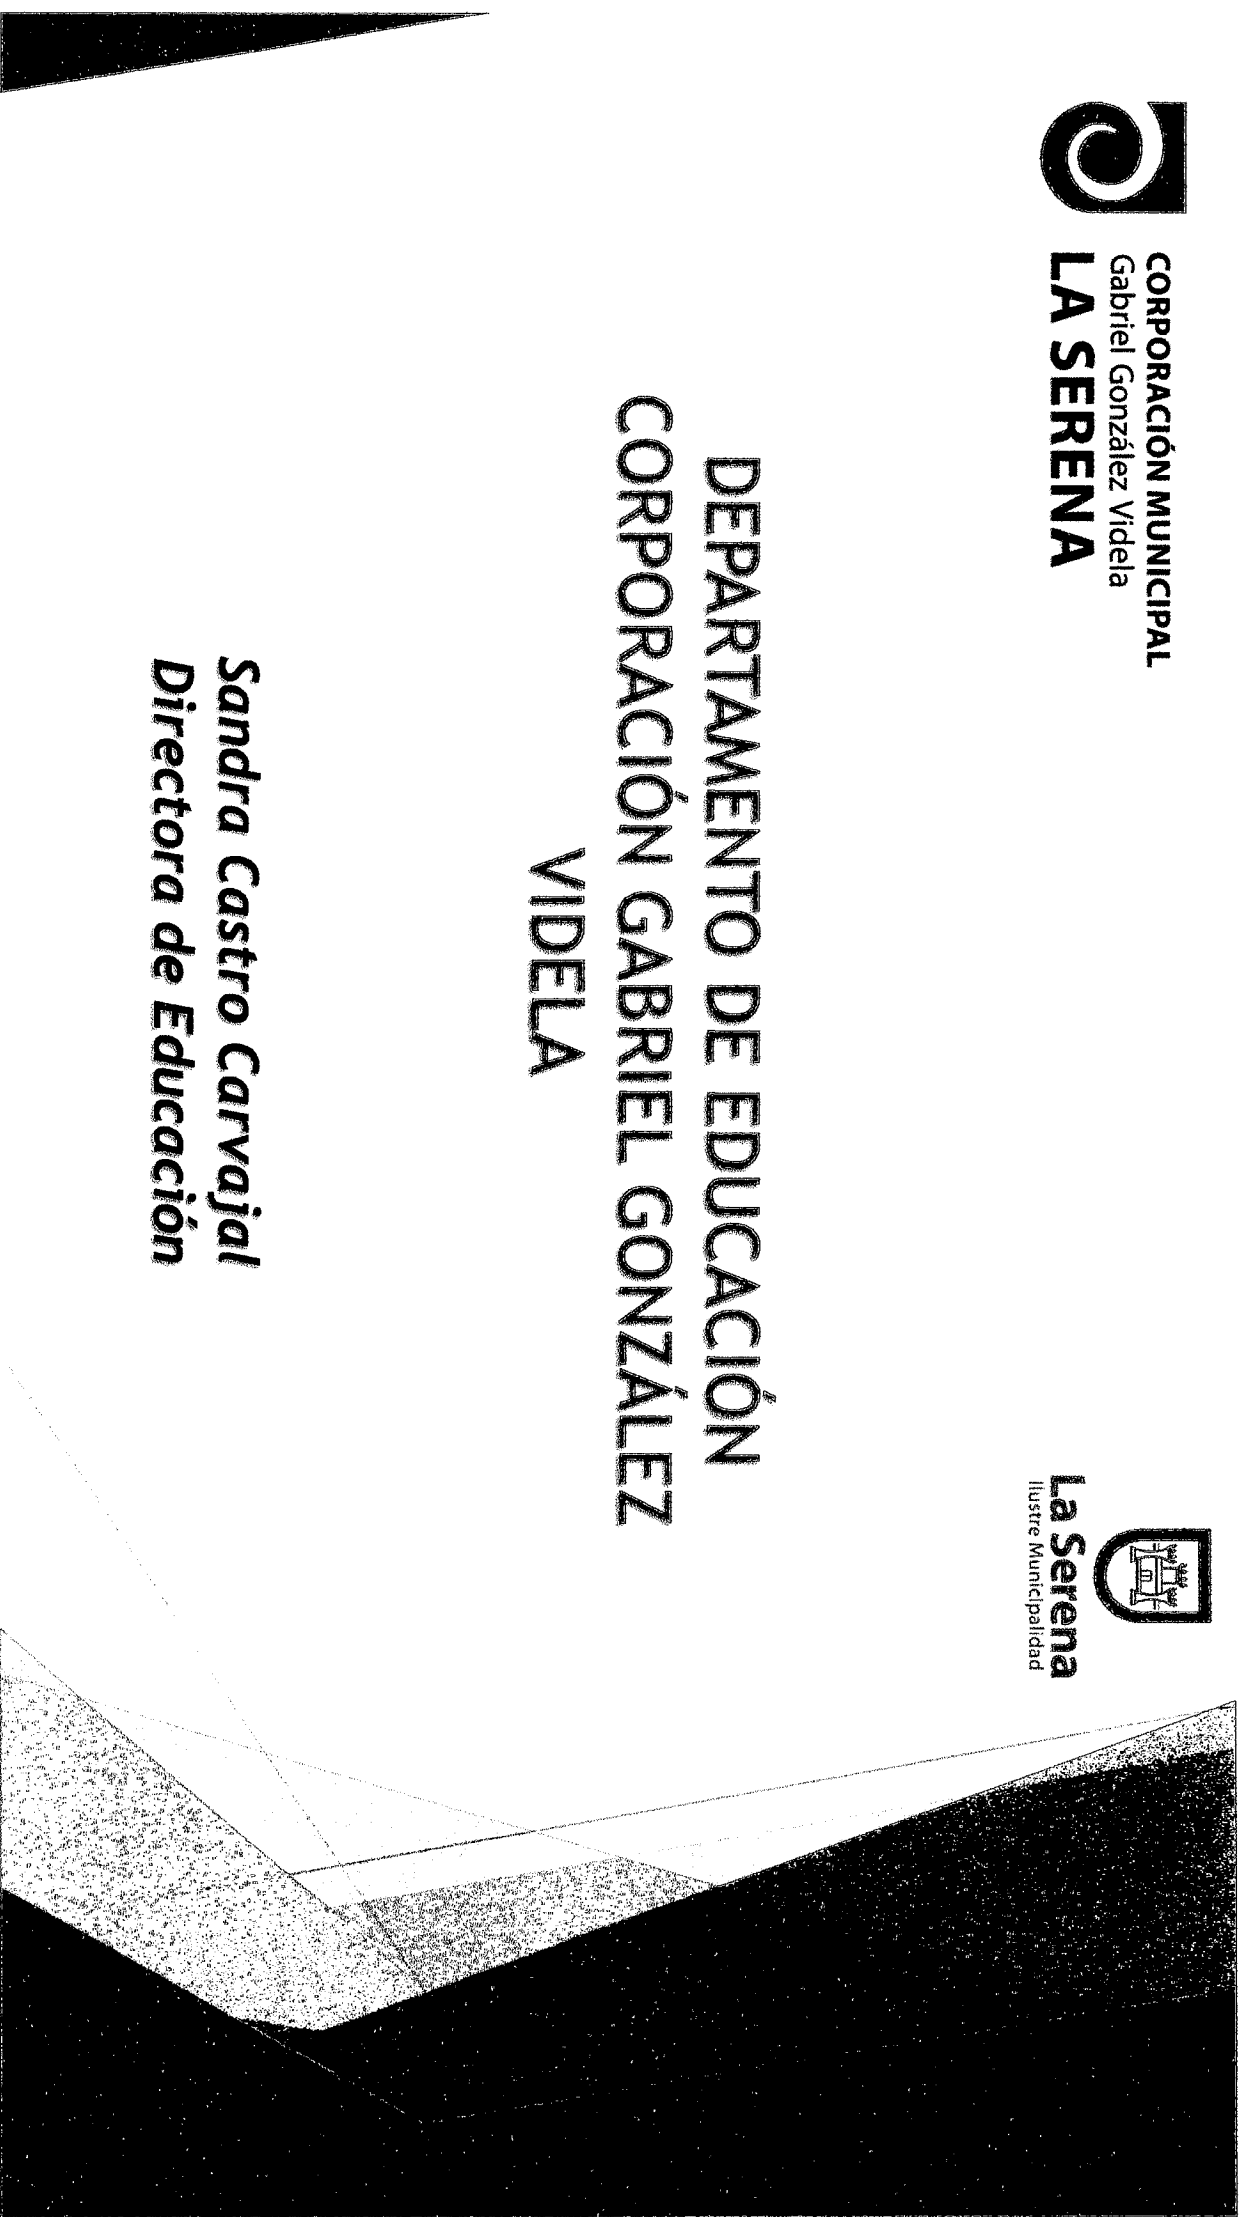 CORPORACIÓN MUNICIPAL
Gabriel González Videla
LA SERENA
La Serena
Ilustre Municipalidad
DEPARTAMENTO DE EDUCACIÓN
CORPORACIÓN GABRIEL GONZÁLEZ
VIDELA
Sandra Castro Carvajal
Directora de Educación